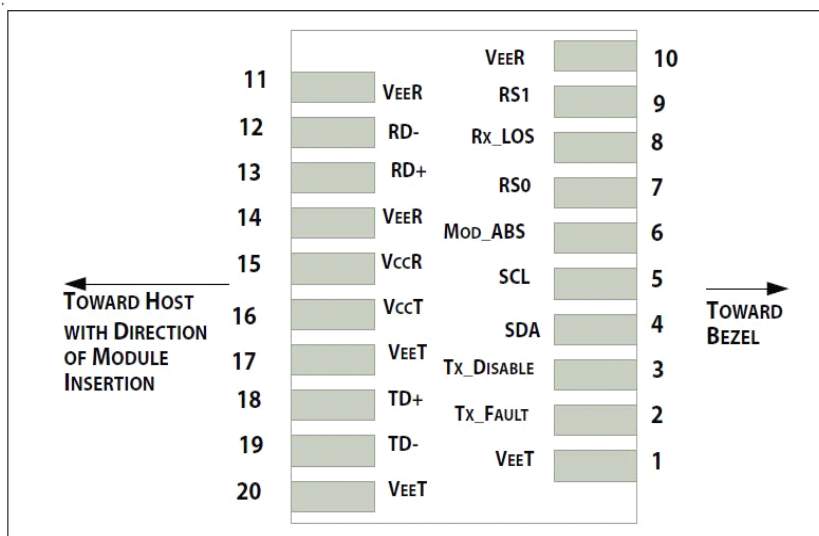 VEER 10
11 VEER
RS1 9
12 RD-
RX_LOS 8
13 RD+
RS0 7
14 VEER
MOD_ABS 6
15 VCCR
SCL 5
TOWARD HOST
WITH DIRECTION
OF MODULE
INSERTION
TOWARD
BEZEL
16 VCCT
SDA 4
17 VEET
TX_DISABLE 3
18 TD+
TX_FAULT 2
19 TD-
VEET 1
20 VEET